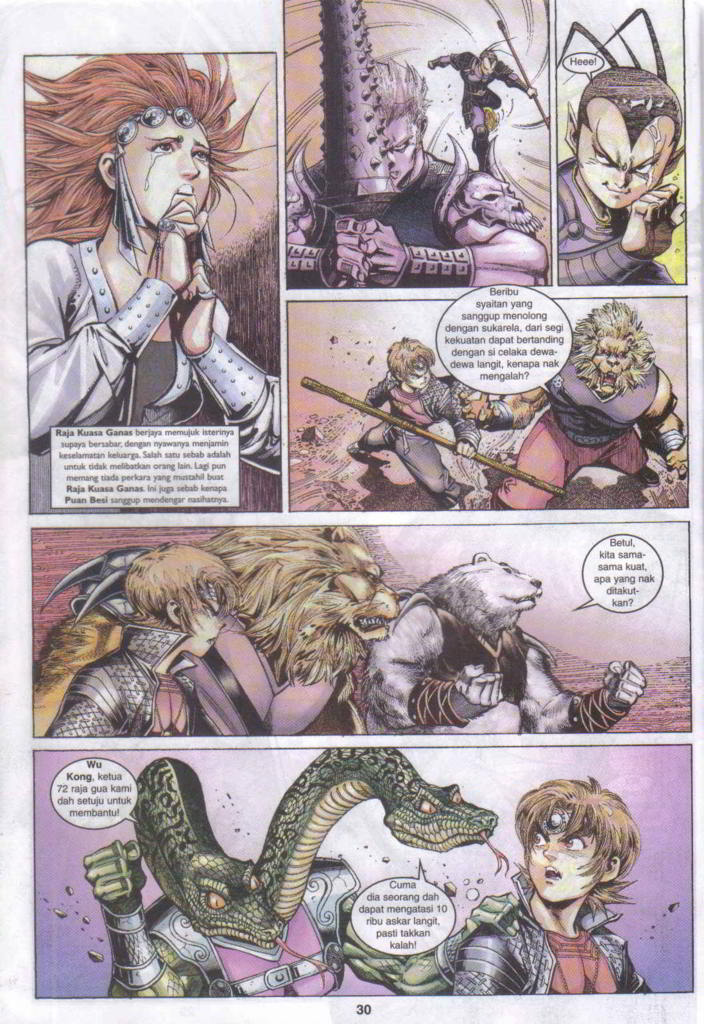 Heee!
Raja Kuasa Ganas berjaya memujuk isterinya
supaya bersabar, dengan nyawanya menjamin
keselamatan keluarga. Salah satu sebab adalah
untuk tidak melibatkan orang lain. Lagi pun
memang tiada perkara yang mustahil buat
Raja Kuasa Ganas. Ini juga sebab kenapa
Puan Besi sanggup mendengar nasihatnya.
Beribu
syaitan yang
sanggup menolong
dengan sukarela, dari segi
kekuatan dapat bertanding
dengan si celaka dewa-
dewa langit, kenapa nak
mengalah?
Betul,
kita sama-
sama kuat,
apa yang nak
ditakut-
kan?
Wu
Kong, ketua
72 raja gua kami
dah setuju untuk
membantu!
Cuma
dia seorang dah
dapat mengatasi 10
ribu askar langit,
pasti takkan
kalah!
30